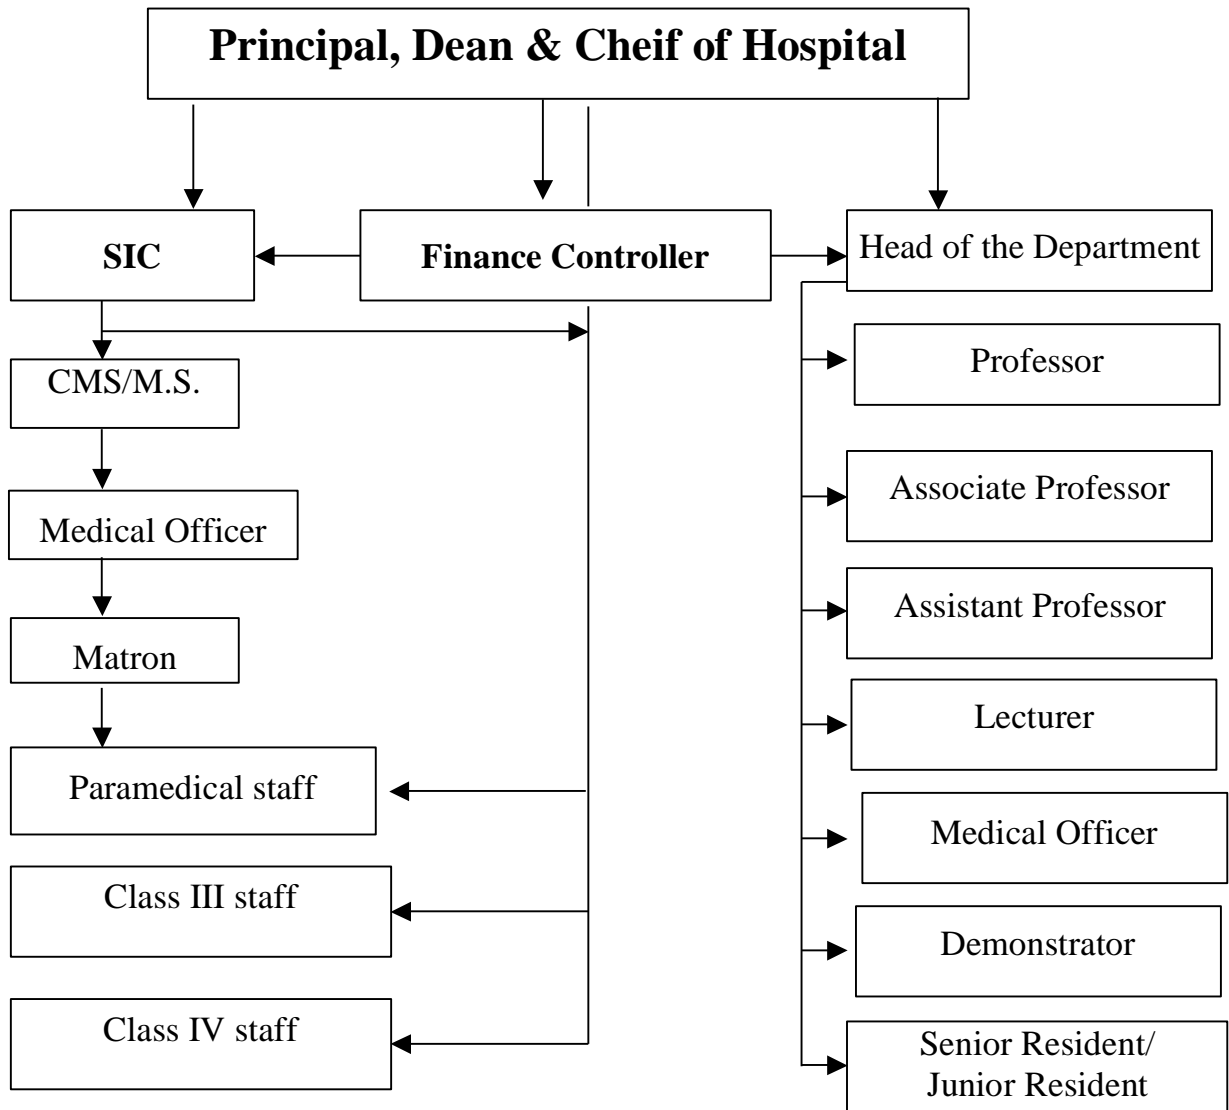 Principal, Dean & Cheif of Hospital
SIC
Finance Controller
Head of the Department
CMS/M.S.
Medical Officer
Matron
Paramedical staff
Class III staff
Class IV staff
Professor
Associate Professor
Assistant Professor
Lecturer
Medical Officer
Demonstrator
Senior Resident/
Junior Resident